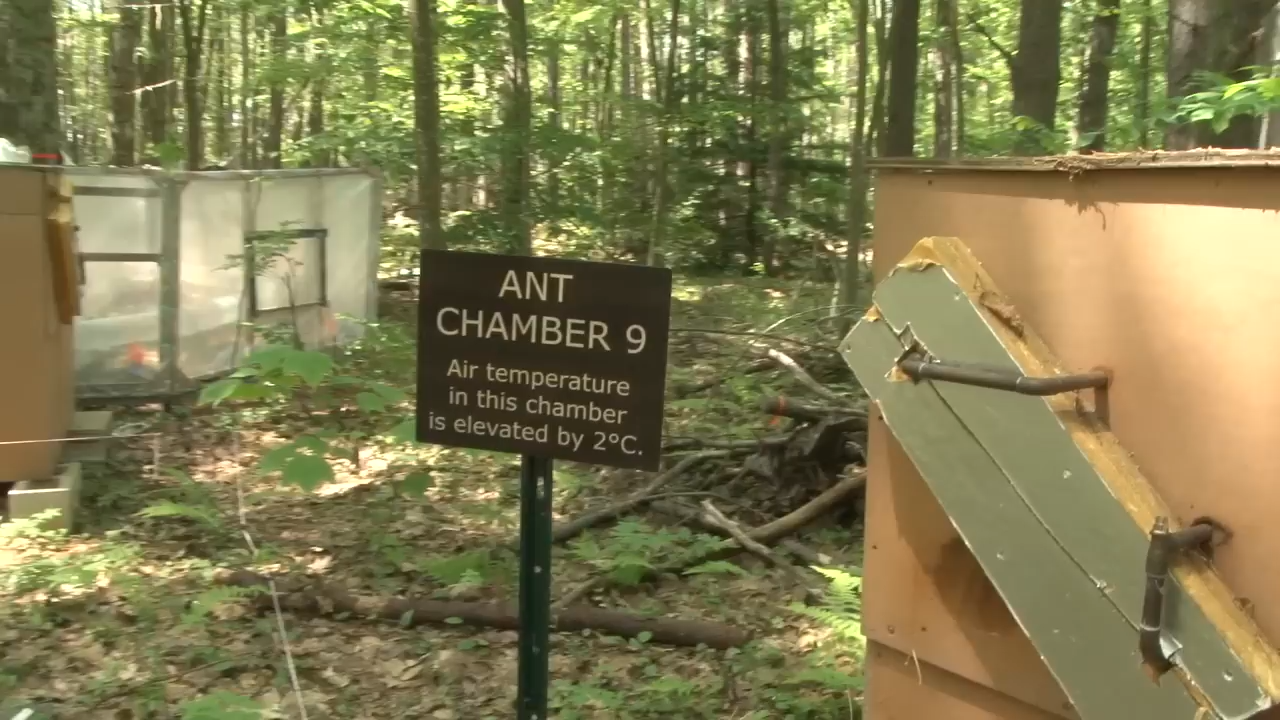 ANT
CHAMBER 9
Air temperature
in this chamber
is elevated by 2°C.